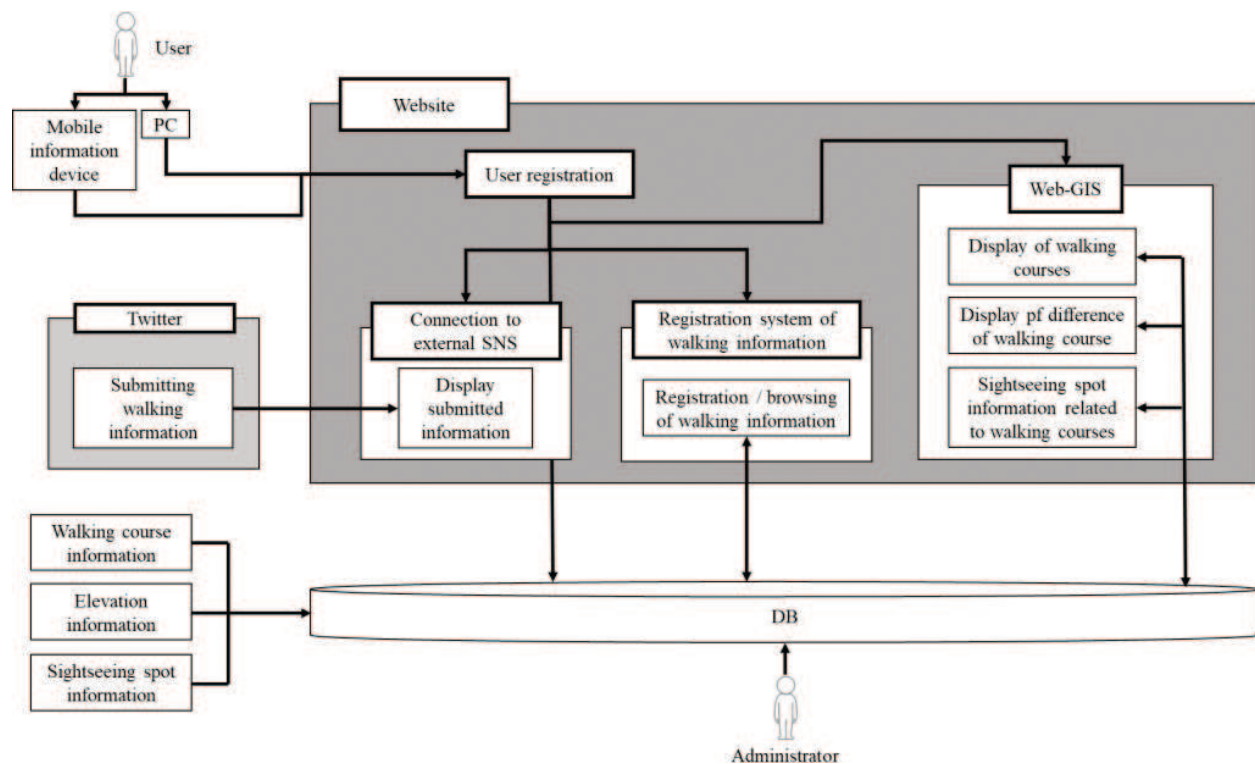 User
Mobile
information
device
PC
Website
User registration
Web-GIS
Display of walking
courses
Display pf difference
of walking course
Sightseeing spot
information related
to walking courses
Twitter
Submitting
walking
information
Connection to
external SNS
Display
submitted
information
Registration system of
walking information
Registration / browsing
of walking information
Walking course
information
Elevation
information
Sightseeing spot
information
DB
Administrator